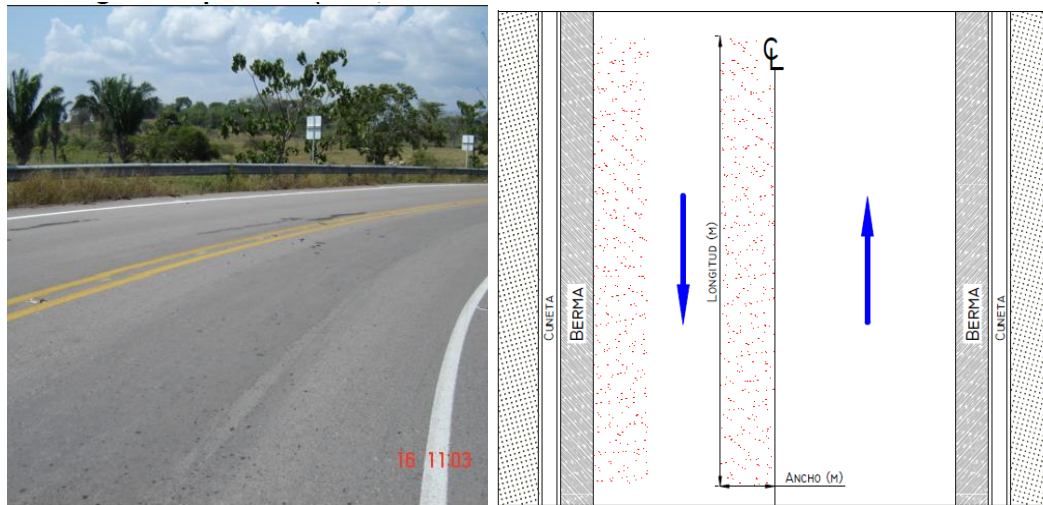 16 11:03
CL
LONGITUD (M)
ANCHO (M)
CUNETA
BERMA
BERMA
CUNETA